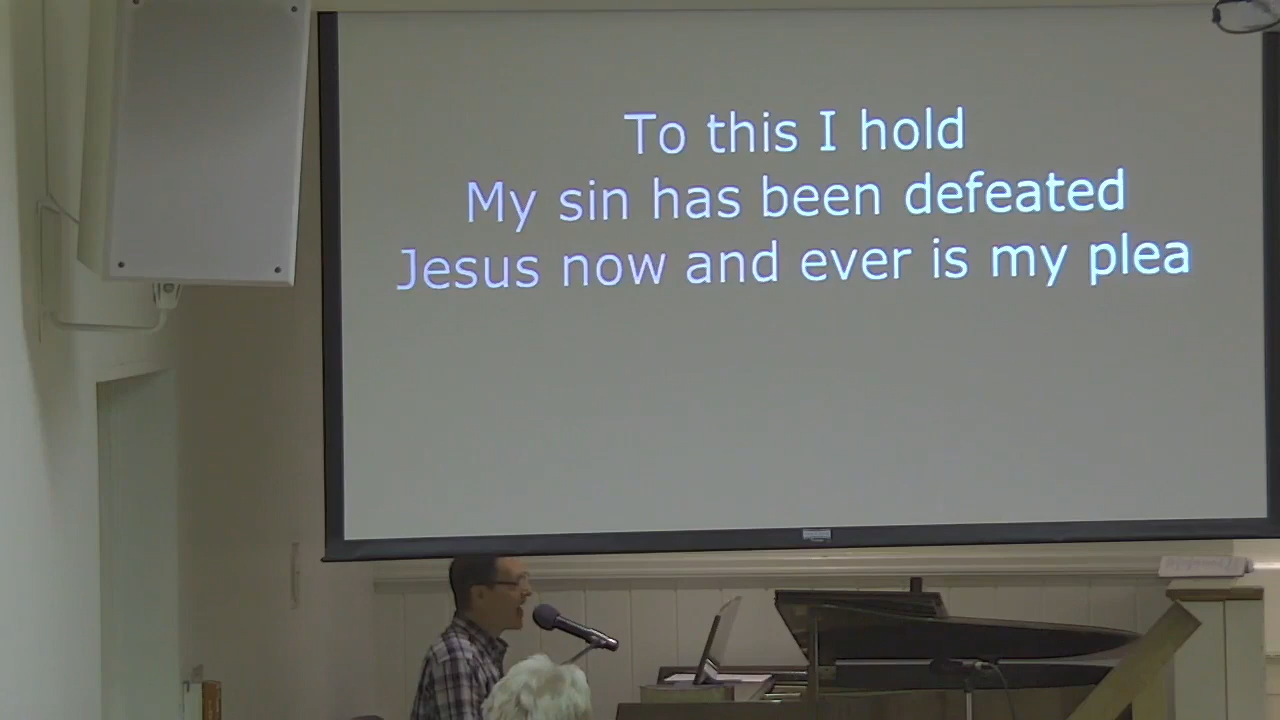 To this I hold
My sin has been defeated
Jesus now and ever is my plea